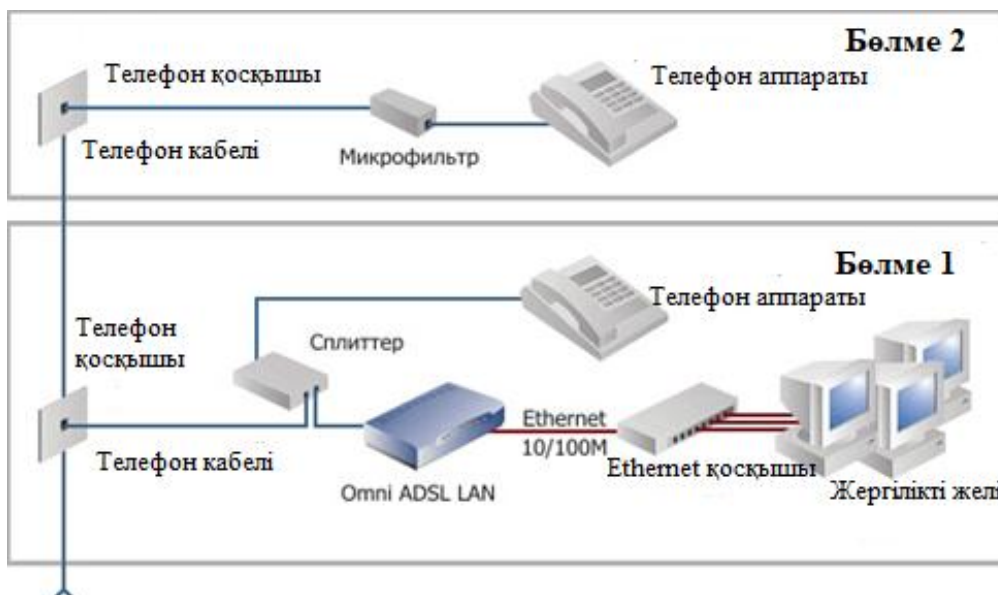 Бөлме 2
Телефон қосқышы
Телефон аппараты
Телефон кабелі
Микрофильтр
Бөлме 1
Телефон аппараты
Телефон
қосқышы
Сплиттер
Ethernet
10/100M
Телефон кабелі
Ethernet қосқышы
Omni ADSL LAN
Жергілікті желі